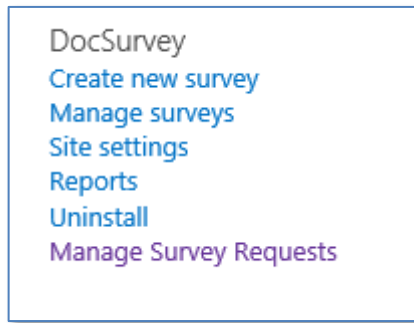 DocSurvey
Create new survey
Manage surveys
Site settings
Reports
Uninstall
Manage Survey Requests